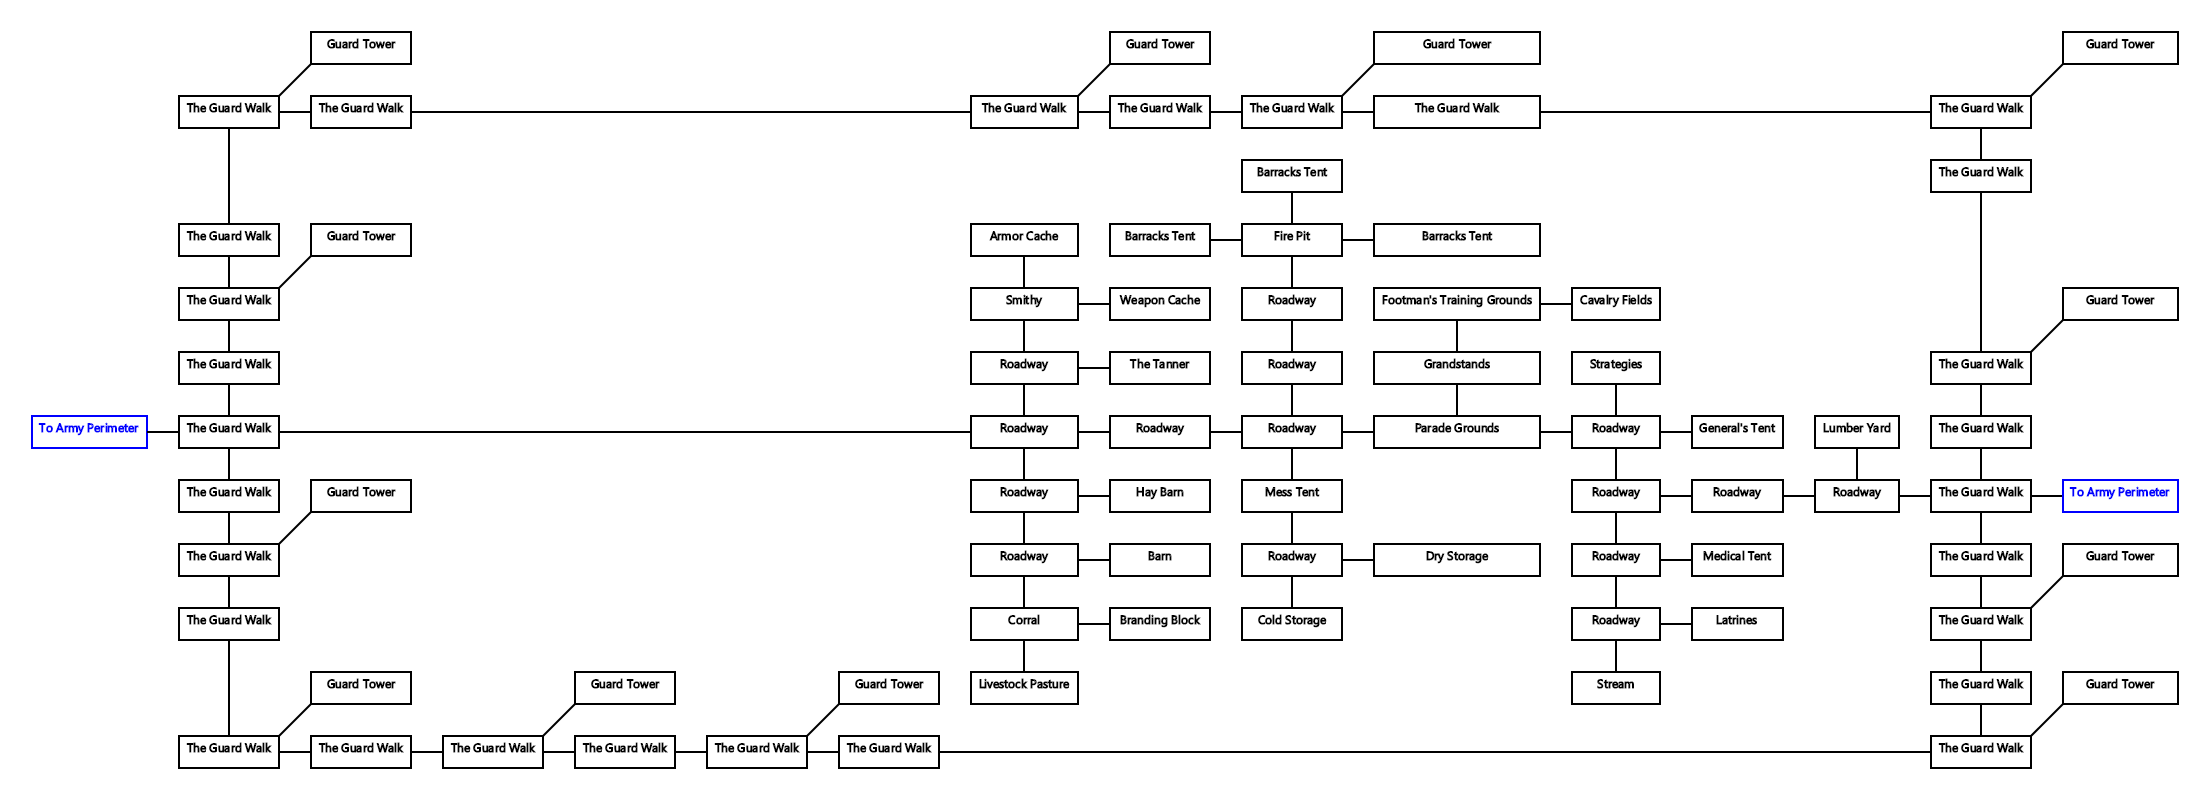 Guard Tower
Guard Tower
Guard Tower
Guard Tower
The Guard Walk
The Guard Walk
The Guard Walk
The Guard Walk
The Guard Walk
The Guard Walk
The Guard Walk
Barracks Tent
The Guard Walk
The Guard Walk
Guard Tower
Armor Cache
Barracks Tent
Fire Pit
Barracks Tent
The Guard Walk
Smithy
Weapon Cache
Roadway
Footman's Training Grounds
Cavalry Fields
Guard Tower
The Guard Walk
Roadway
The Tanner
Roadway
Grandstands
Strategies
The Guard Walk
To Army Perimeter
The Guard Walk
Roadway
Roadway
Roadway
Parade Grounds
Roadway
General's Tent
Lumber Yard
The Guard Walk
The Guard Walk
Guard Tower
Roadway
Hay Barn
Mess Tent
Roadway
Roadway
Roadway
The Guard Walk
To Army Perimeter
The Guard Walk
Roadway
Barn
Roadway
Dry Storage
Roadway
Medical Tent
The Guard Walk
Guard Tower
The Guard Walk
Corral
Branding Block
Cold Storage
Roadway
Latrines
The Guard Walk
Guard Tower
Guard Tower
Guard Tower
Livestock Pasture
Stream
The Guard Walk
Guard Tower
The Guard Walk
The Guard Walk
The Guard Walk
The Guard Walk
The Guard Walk
The Guard Walk
The Guard Walk